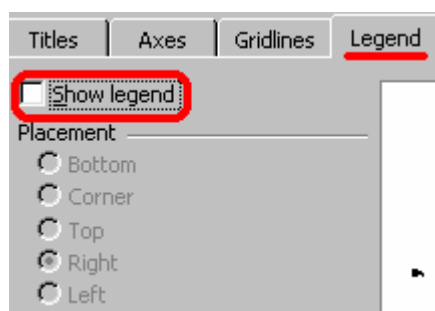 Titles Axes Gridlines Legend
Show legend
Placement
Bottom
Corner
Top
Right
Left